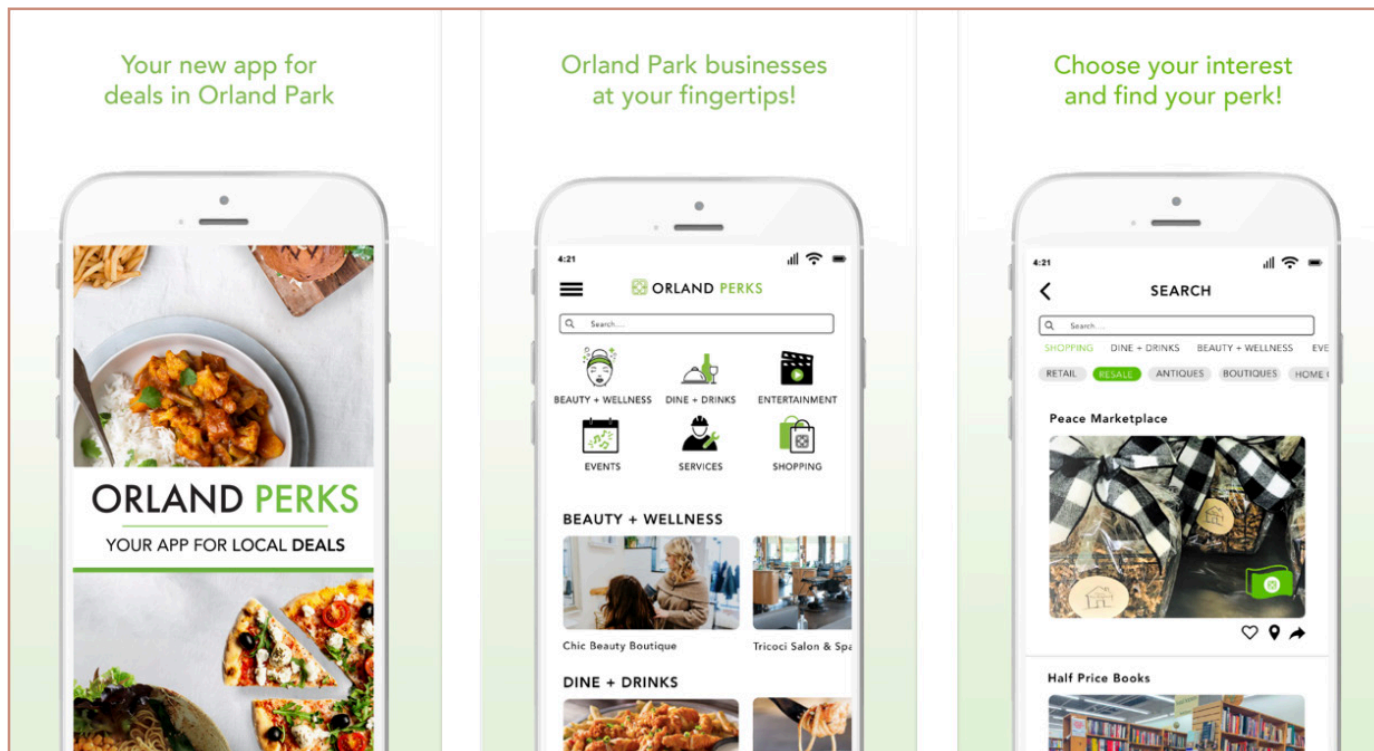 Your new app for
deals in Orland Park
ORLAND PERKS
YOUR APP FOR LOCAL DEALS
Orland Park businesses
at your fingertips!
4:21
ORLAND PERKS
Search....
BEAUTY + WELLNESS DINE + DRINKS ENTERTAINMENT
EVENTS SERVICES SHOPPING
BEAUTY + WELLNESS
Chic Beauty Boutique Tricoci Salon & Spa
DINE + DRINKS
Choose your interest
and find your perk!
4:21
SEARCH
Search....
SHOPPING DINE + DRINKS BEAUTY + WELLNESS EVE
RETAIL RESALE ANTIQUES BOUTIQUES HOME
Peace Marketplace
Half Price Books